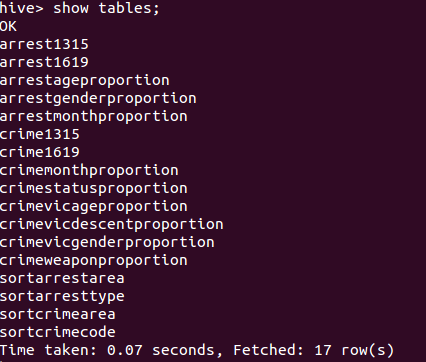 hive> show tables;
OK
arrest1315
arrest1619
arrestageproportion
arrestgenderproportion
arrestmonthproportion
crime1315
crime1619
crimemonthproportion
crimestatusproportion
crimevicageproportion
crimevicdescentproportion
crimevicgenderproportion
crimeweaponproportion
sortarrestarea
sortarresttype
sortcrimearea
sortcrimecode
Time taken: 0.07 seconds, Fetched: 17 row(s)